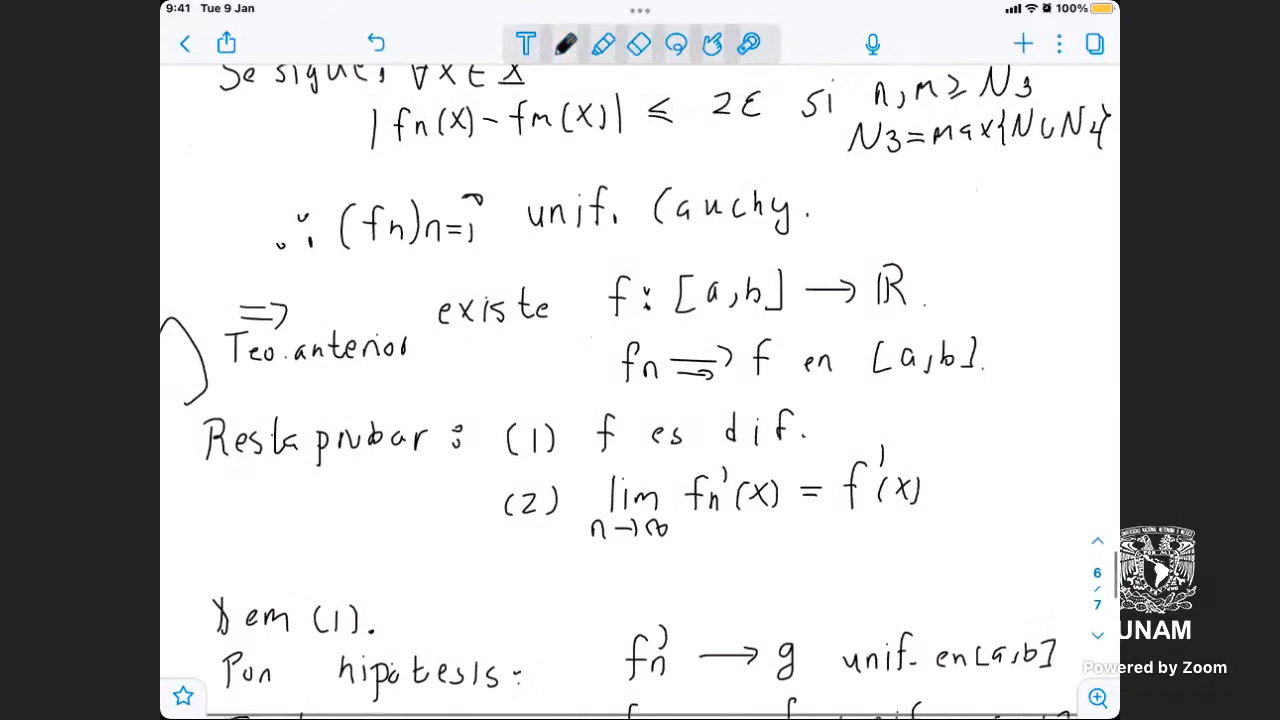 9:41 Tue 9 Jan 100%
Se sigue, ∀x∈X
|fn(x)-fm(x)| ≤ 2ε si n,m≥N3
N3=max{N1,N2}
∴ (fn)n=1^∞ unif. Cauchy.
⟹ existe f: [a,b] → ℝ.
Teo. anterior
fn ⇉ f en [a,b].
Resta probar: (1) f es dif.
(2) lim fn'(x) = f'(x)
n→∞
Dem (1).
Por hipótesis: fn' → g unif. en [a,b]
6
/
7
UNAM
Powered by Zoom